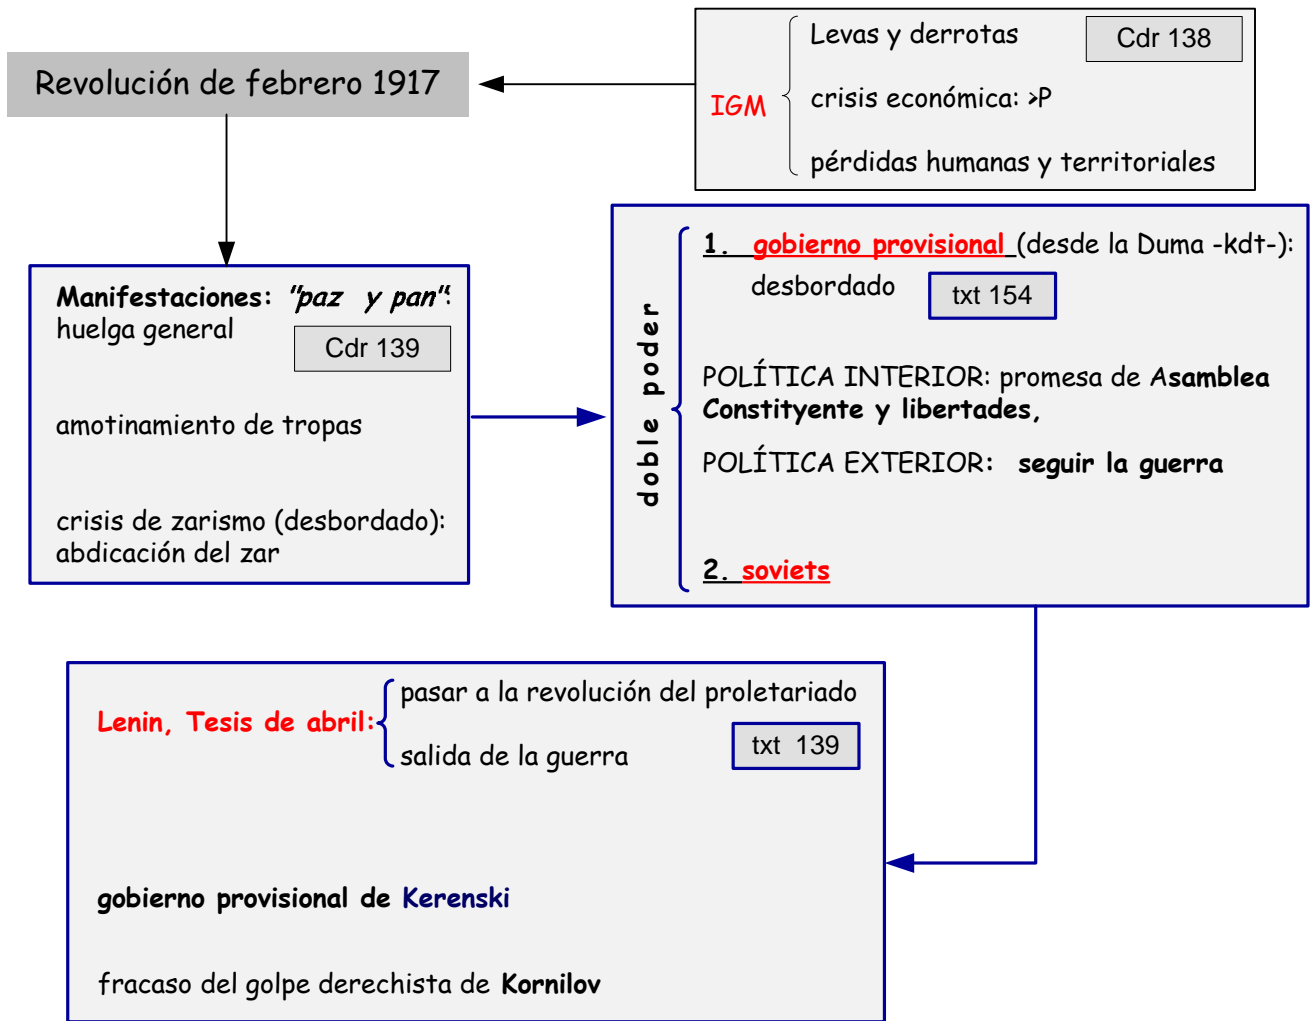 Revolución de febrero 1917
IGM
Levas y derrotas
Cdr 138
crisis económica: >P
pérdidas humanas y territoriales
Manifestaciones: "paz y pan":
huelga general
Cdr 139
amotinamiento de tropas
crisis de zarismo (desbordado):
abdicación del zar
doble poder
1. gobierno provisional (desde la Duma -kdt-):
desbordado
txt 154
POLÍTICA INTERIOR: promesa de Asamblea
Constityente y libertades,
POLÍTICA EXTERIOR: seguir la guerra
2. soviets
Lenin, Tesis de abril:
pasar a la revolución del proletariado
salida de la guerra
txt 139
gobierno provisional de Kerenski
fracaso del golpe derechista de Kornilov